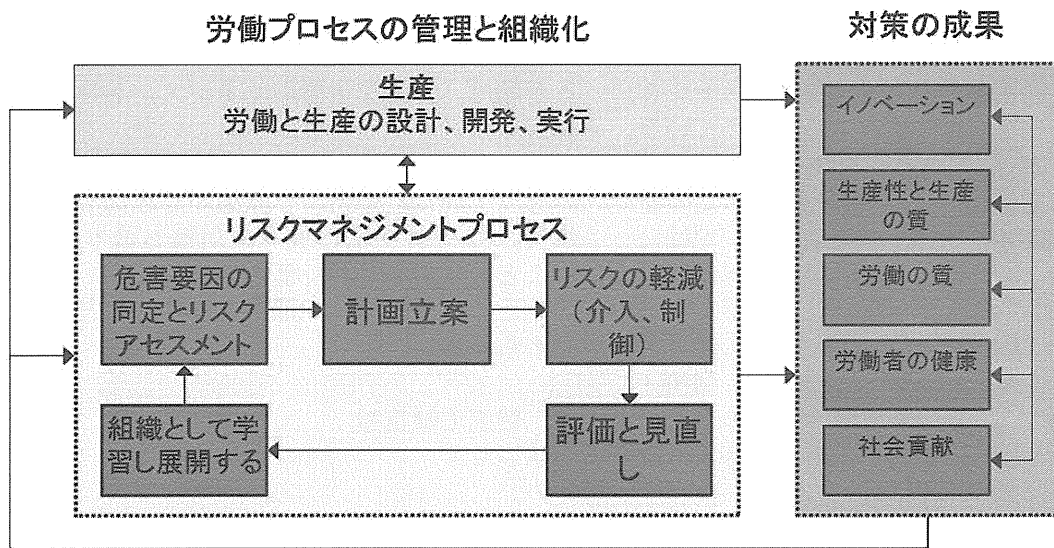 労働プロセスの管理と組織化
対策の成果
生産
労働と生産の設計、開発、実行
リスクマネジメントプロセス
危害要因の
同定とリスク
アセスメント
計画立案
リスクの軽減
（介入、制
御）
組織として学
習し展開する
評価と見直
し
イノベーション
生産性と生産
の質
労働の質
労働者の健康
社会貢献